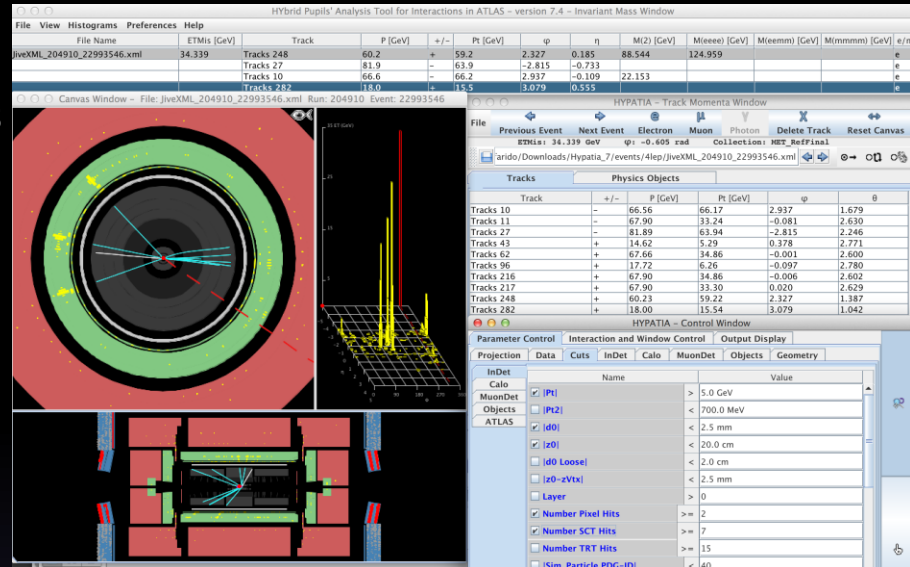 HYbrid Pupils' Analysis Tool for Interactions in ATLAS – version 7.4 – Invariant Mass Window
File View Histograms Preferences Help
File Name ETMis [GeV] Track P [GeV] +/- Pt [GeV] φ η M(2) [GeV] M(eeee) [GeV] M(eemm) [GeV] M(mmmm) [GeV] e/m
JiveXML_204910_22993546.xml 34.339 Tracks 248 60.2 + 59.2 2.327 0.185 88.544 124.959 e
Tracks 27 81.9 - 63.9 -2.815 -0.733 e
Tracks 10 66.6 - 66.2 2.937 -0.109 22.153 e
Tracks 282 18.0 + 15.5 3.079 0.555 e
Canvas Window – File: JiveXML_204910_22993546.xml Run: 204910 Event: 22993546
HYPATIA – Track Momenta Window
File
Previous Event Next Event Electron Muon Photon Delete Track Reset Canvas
ETMis: 34.339 GeV φ: -0.605 rad Collection: MET_RefFinal
arido/Downloads/Hypatia_7/events/4lep/JiveXML_204910_22993546.xml
Tracks Physics Objects
Track +/- P [GeV] Pt [GeV] φ θ
Tracks 10 - 66.56 66.17 2.937 1.679
Tracks 11 - 67.90 33.24 -0.081 2.630
Tracks 27 - 81.89 63.94 -2.815 2.246
Tracks 43 + 14.62 5.29 0.378 2.771
Tracks 62 + 67.66 34.86 -0.001 2.600
Tracks 96 + 17.72 6.26 -0.097 2.780
Tracks 216 + 67.90 34.86 -0.006 2.602
Tracks 217 + 67.90 33.30 0.020 2.629
Tracks 248 + 60.23 59.22 2.327 1.387
Tracks 282 + 18.00 15.54 3.079 1.042
HYPATIA – Control Window
Parameter Control Interaction and Window Control Output Display
Projection Data Cuts InDet Calo MuonDet Objects Geometry
InDet
Calo
MuonDet
Objects
ATLAS
Name Value
|Pt| > 5.0 GeV
|Pt2| < 700.0 MeV
|d0| < 2.5 mm
|z0| < 20.0 cm
|d0 Loose| < 2.0 cm
|z0-zVtx| < 2.5 mm
Layer > 0
Number Pixel Hits >= 2
Number SCT Hits >= 7
Number TRT Hits >= 15
|Sim. Particle PDG-ID| < 40